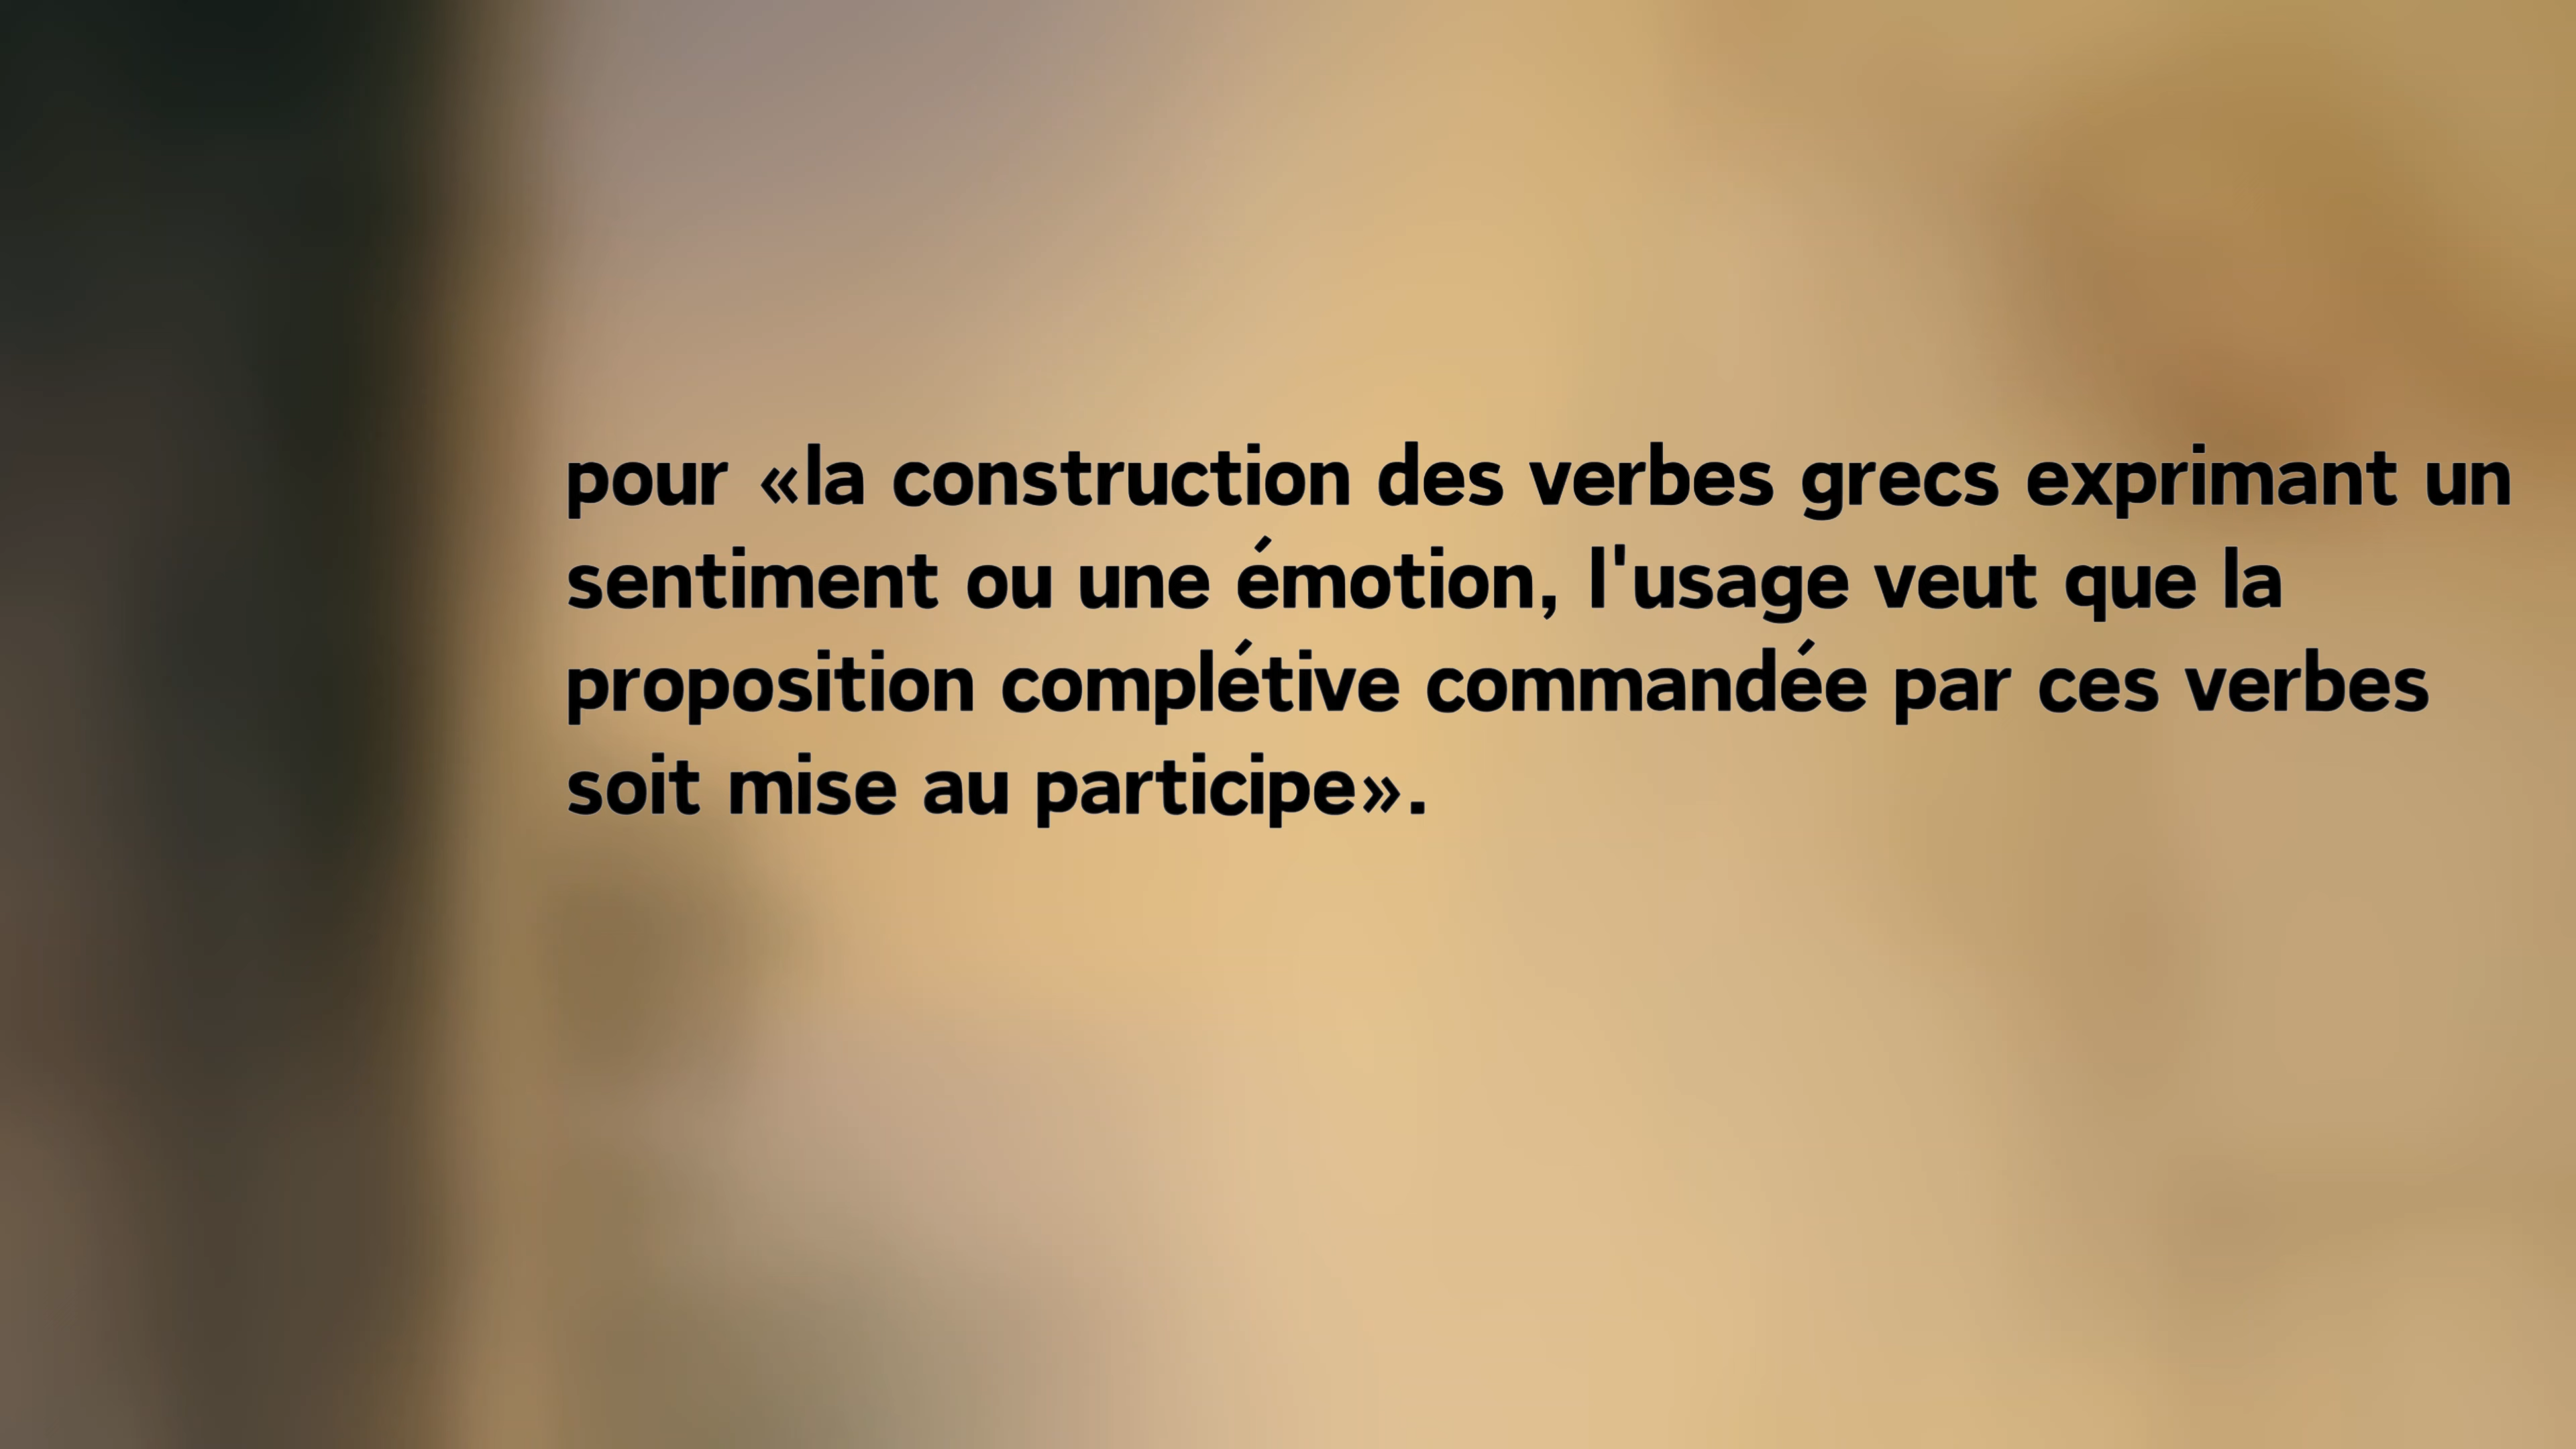 pour «la construction des verbes grecs exprimant un
sentiment ou une émotion, l'usage veut que la
proposition complétive commandée par ces verbes
soit mise au participe».